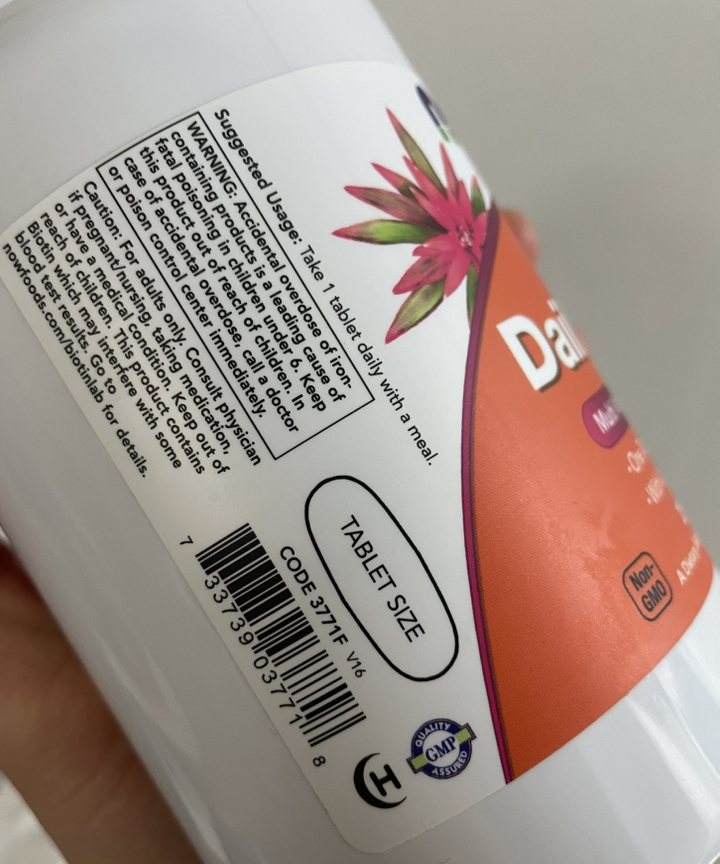 Suggested Usage: Take 1 tablet daily with a meal.
WARNING: Accidental overdose of iron-
containing products is a leading cause of
fatal poisoning in children under 6. Keep
this product out of reach of children. In
case of accidental overdose, call a doctor
or poison control center immediately.
Caution: For adults only. Consult physician
if pregnant/nursing, taking medication,
or have a medical condition. Keep out of
reach of children. This product contains
Biotin which may interfere with some
blood test results. Go to
nowfoods.com/biotinlab for details.
TABLET SIZE
CODE 3771F V16
7 33739 03771 8
QUALITY
GMP
ASSURED
H
Non-
GMO